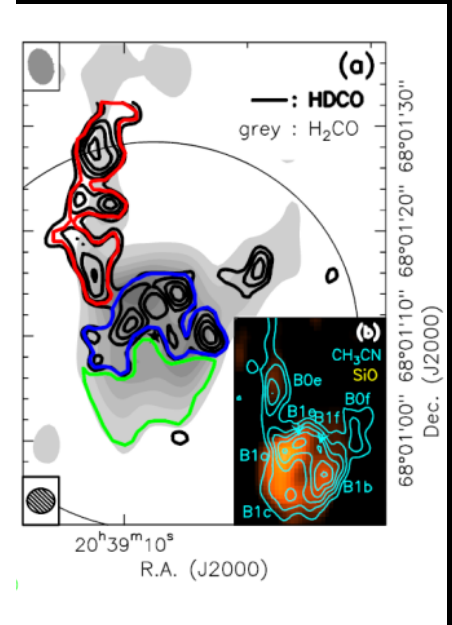 (a)
— : HDCO
grey : H₂CO
68°01'30"
68°01'20"
68°01'10"
68°01'00"
Dec. (J2000)
(b)
CH₃CN
SiO
B0e
B0f
B1e
B1f
B1a
B1b
B1c
20ʰ39ᵐ10ˢ
R.A. (J2000)